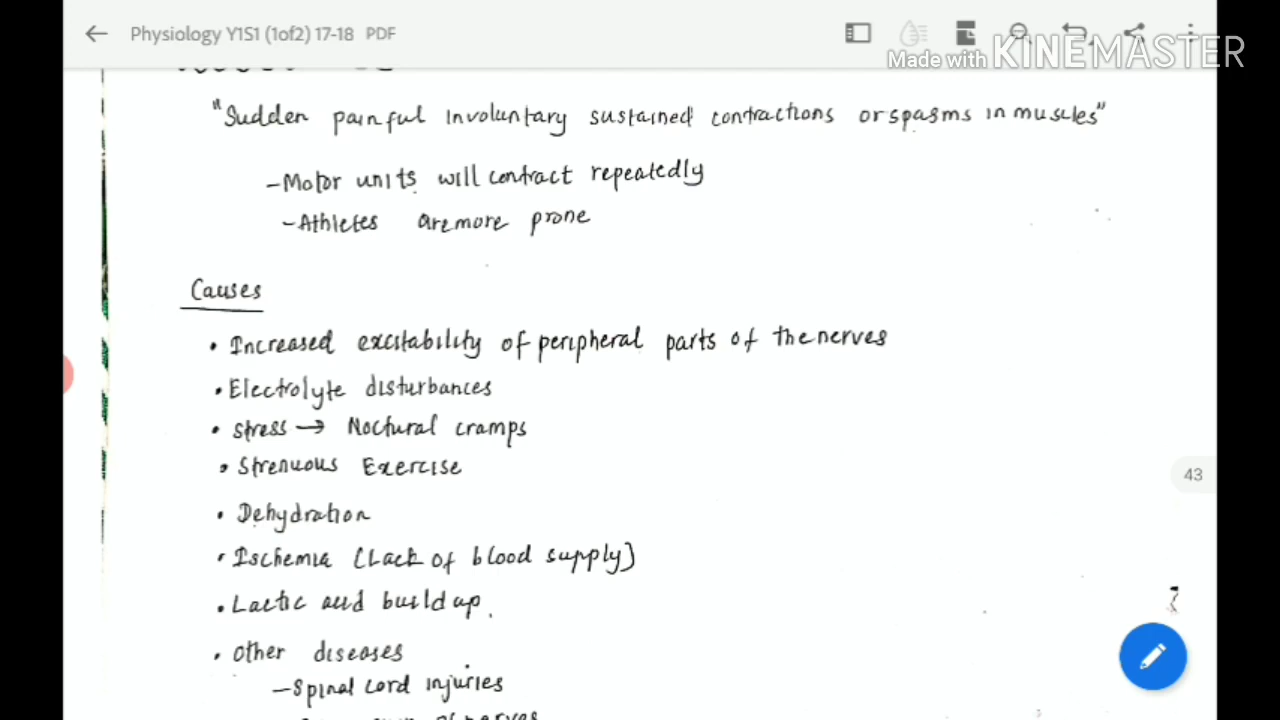 Physiology Y1S1 (1of2) 17-18 PDF
Made with KINEMASTER
"Sudden painful involuntary sustained contractions or spasms in muscles"
- Motor units will contract repeatedly
- Athletes are more prone
Causes
• Increased excitability of peripheral parts of the nerves
• Electrolyte disturbances
• Stress → Noctural cramps
• Strenuous Exercise
• Dehydration
• Ischemia (Lack of blood supply)
43
• Lactic acid build up.
• Other diseases
- Spinal cord injuries
of nerves